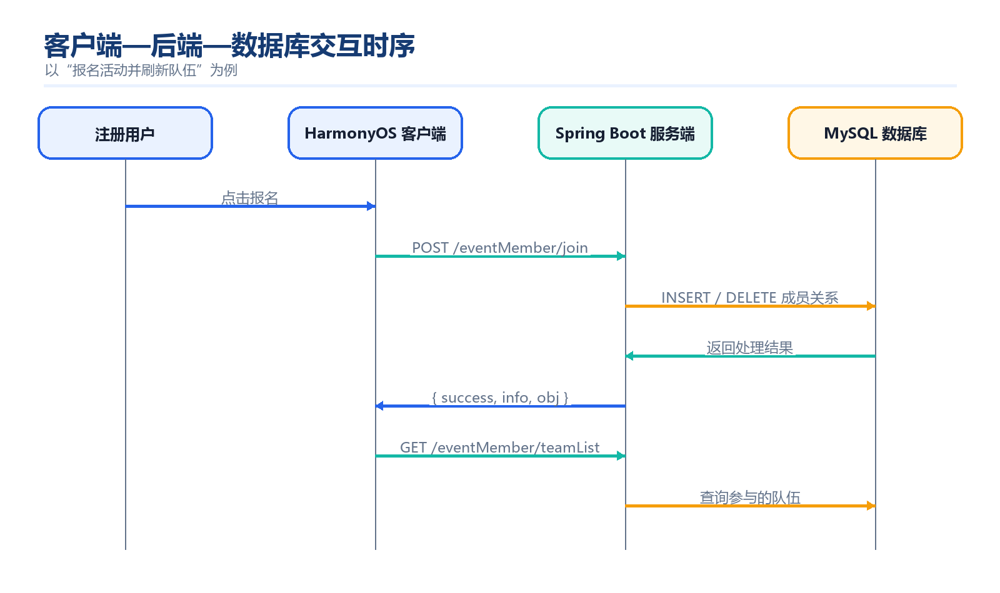 客户端—后端—数据库交互时序
以“报名活动并刷新队伍”为例
注册用户
HarmonyOS 客户端
Spring Boot 服务端
MySQL 数据库
点击报名
POST /eventMember/join
INSERT / DELETE 成员关系
返回处理结果
{ success, info, obj }
GET /eventMember/teamList
查询参与的队伍